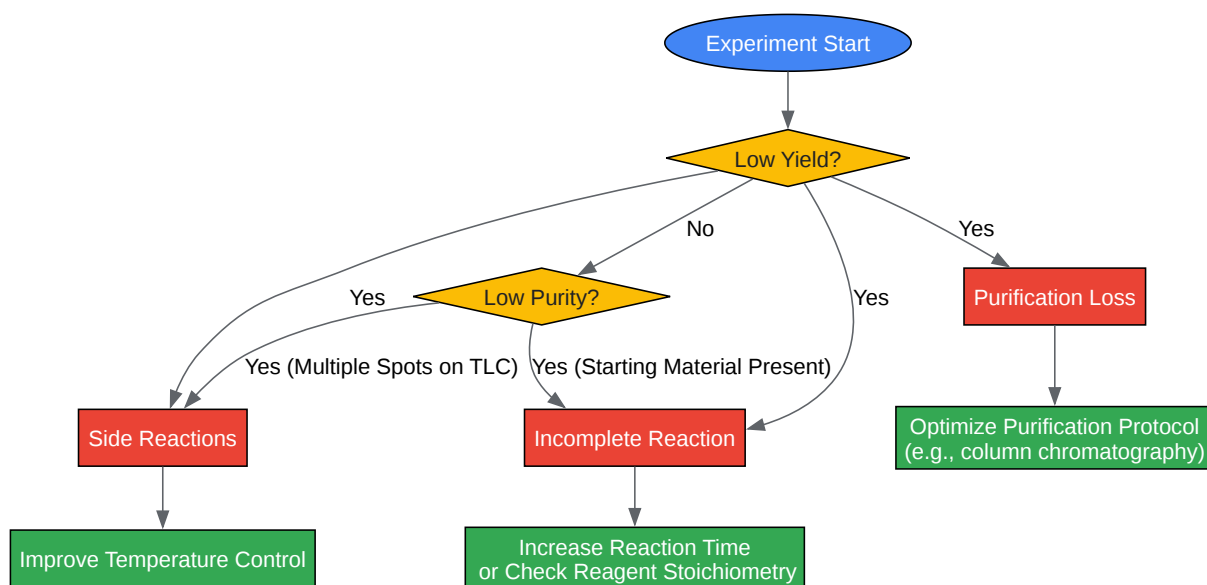 Experiment Start
Low Yield?
No
Yes
Low Purity?
Yes
Yes
Purification Loss
Yes (Multiple Spots on TLC)
Yes (Starting Material Present)
Side Reactions
Incomplete Reaction
Optimize Purification Protocol
(e.g., column chromatography)
Improve Temperature Control
Increase Reaction Time
or Check Reagent Stoichiometry